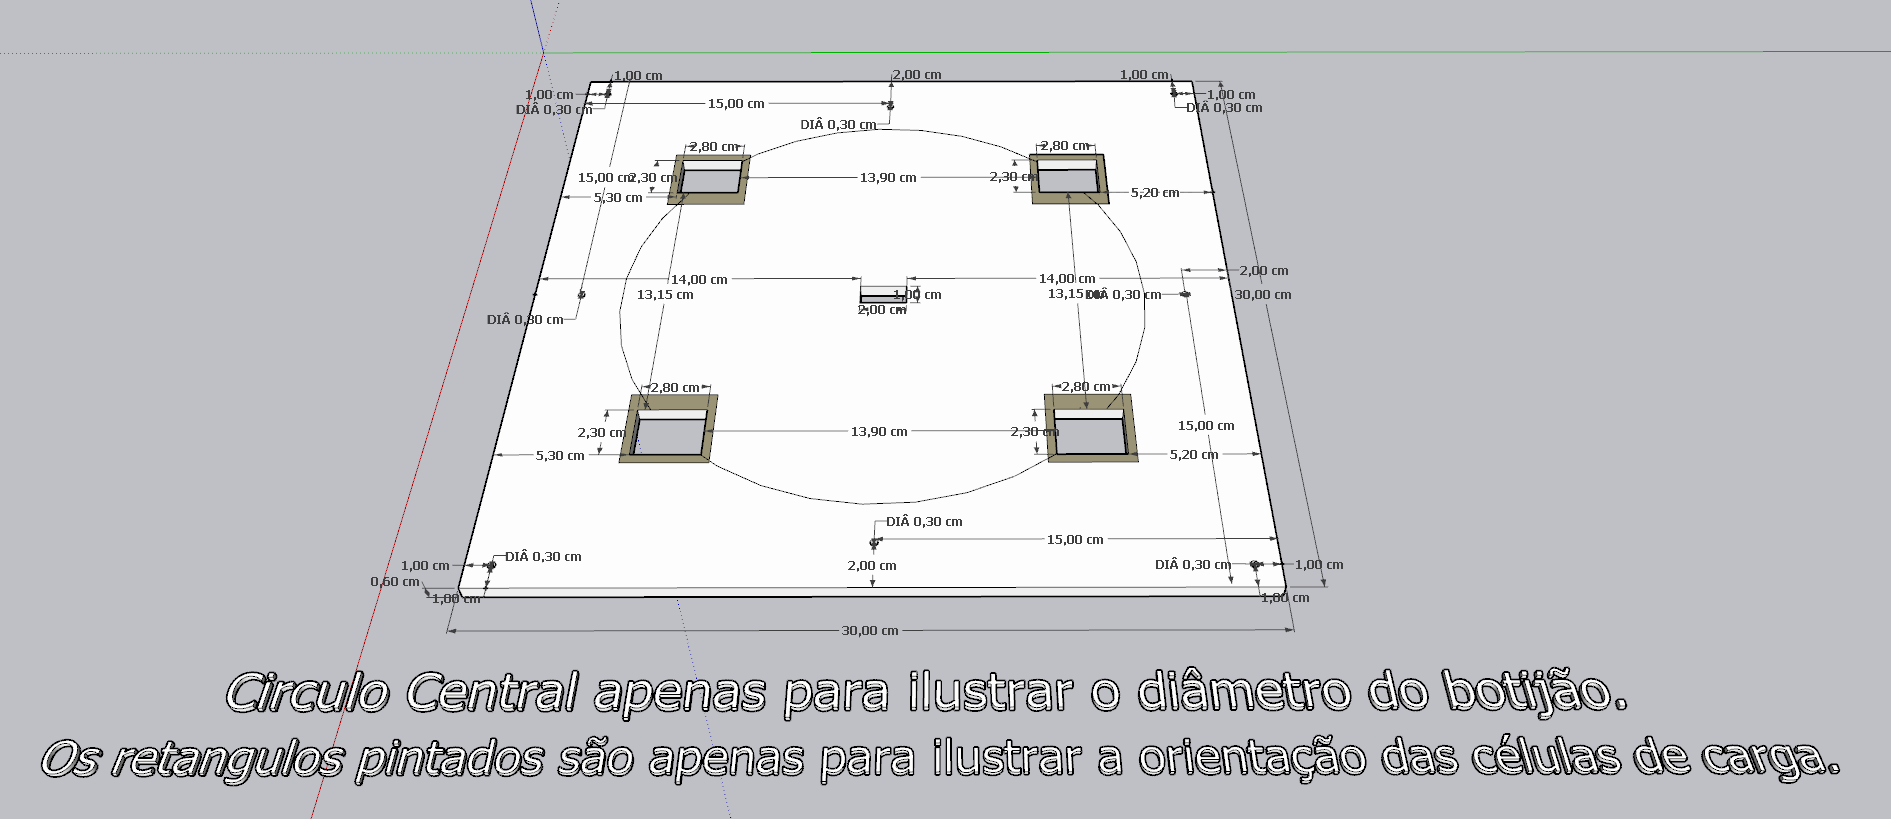 1,00 cm 2,00 cm 1,00 cm
1,00 cm 1,00 cm
DIÂ 0,30 cm 15,00 cm DIÂ 0,30 cm
DIÂ 0,30 cm
2,80 cm 2,80 cm
15,00 cm 2,30 cm 13,90 cm 2,30 cm
5,30 cm 5,20 cm
14,00 cm 14,00 cm 2,00 cm
13,15 cm 1,00 cm 13,15 DIÂ 0,30 cm 30,00 cm
2,00 cm
DIÂ 0,30 cm
2,80 cm 2,80 cm
2,30 cm 13,90 cm 2,30 cm 15,00 cm
5,30 cm 5,20 cm
DIÂ 0,30 cm
15,00 cm
DIÂ 0,30 cm
1,00 cm 2,00 cm DIÂ 0,30 cm 1,00 cm
0,60 cm
1,00 cm 1,00 cm
30,00 cm
Circulo Central apenas para ilustrar o diâmetro do botijão.
Os retangulos pintados são apenas para ilustrar a orientação das células de carga.